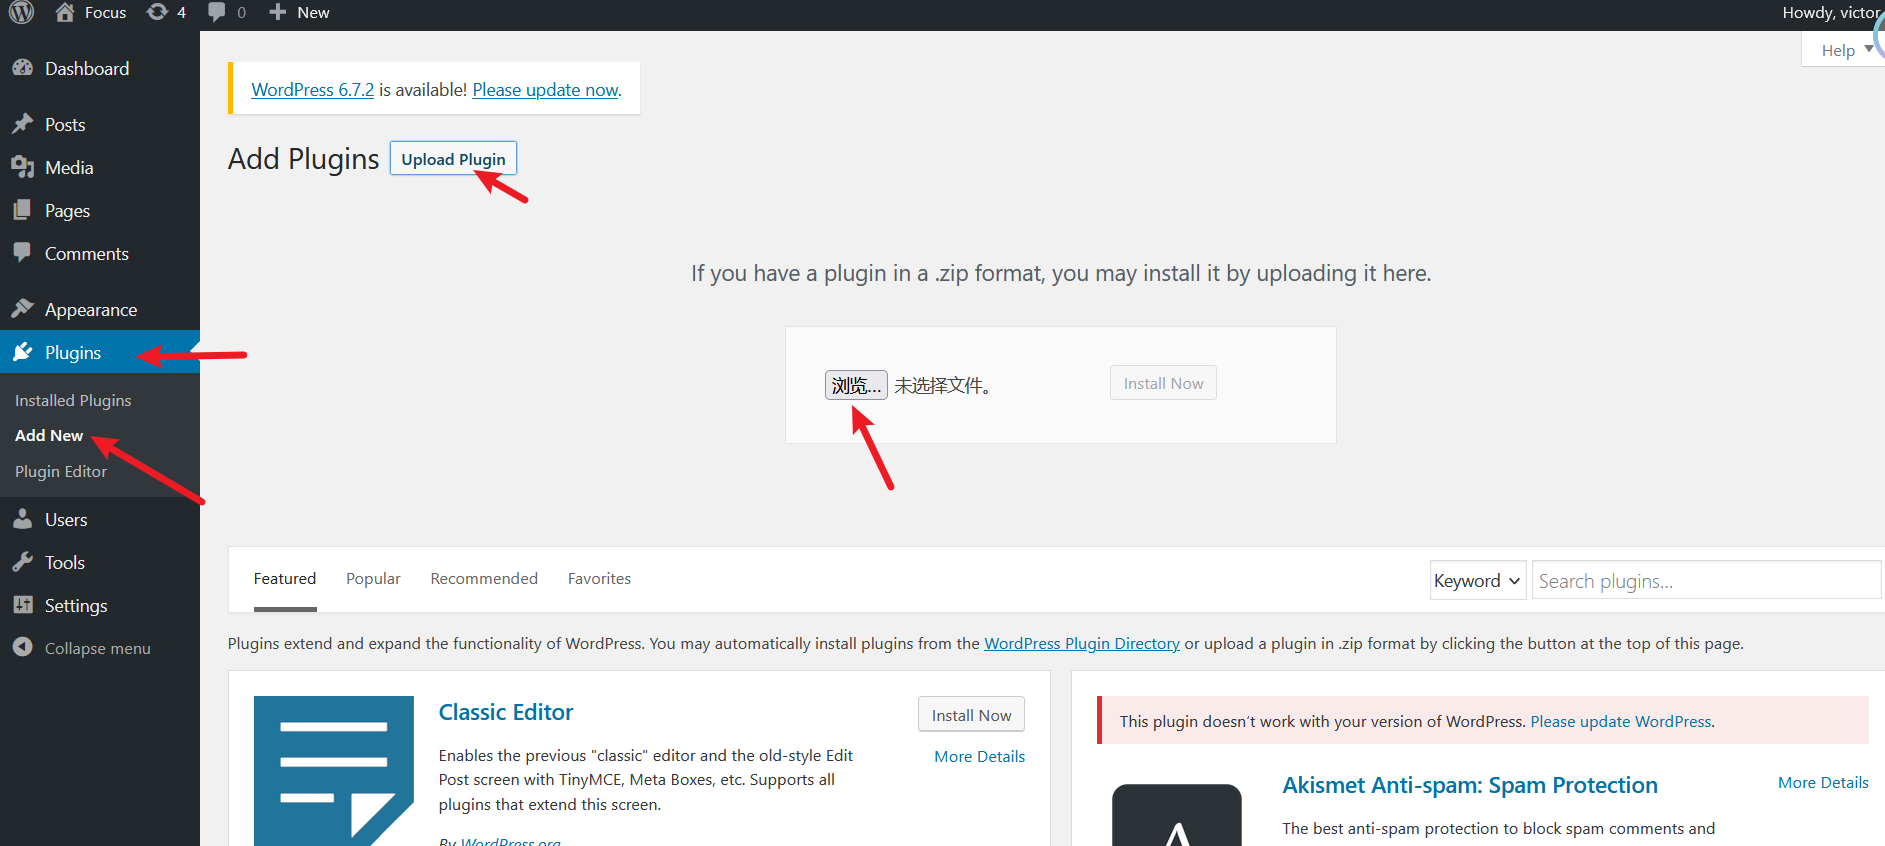 Focus 4 0 New Howdy, victor
Help
Dashboard
Posts
Media
Pages
Comments
Appearance
Plugins
Installed Plugins
Add New
Plugin Editor
Users
Tools
Settings
Collapse menu
WordPress 6.7.2 is available! Please update now.
Add Plugins Upload Plugin
If you have a plugin in a .zip format, you may install it by uploading it here.
浏览... 未选择文件。 Install Now
Featured Popular Recommended Favorites Keyword Search plugins...
Plugins extend and expand the functionality of WordPress. You may automatically install plugins from the WordPress Plugin Directory or upload a plugin in .zip format by clicking the button at the top of this page.
Classic Editor
Install Now
More Details
Enables the previous "classic" editor and the old-style Edit
Post screen with TinyMCE, Meta Boxes, etc. Supports all
plugins that extend this screen.
By WordPress.org
This plugin doesn't work with your version of WordPress. Please update WordPress.
Akismet Anti-spam: Spam Protection
More Details
The best anti-spam protection to block spam comments and